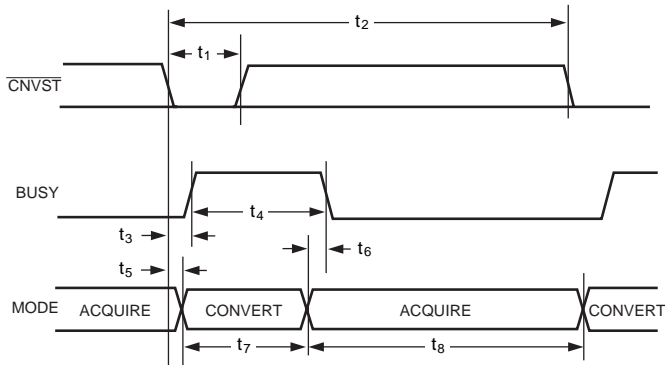 t2
t1
CNVST
BUSY
t4
t3
t6
t5
MODE
ACQUIRE
CONVERT
ACQUIRE
CONVERT
t7
t8